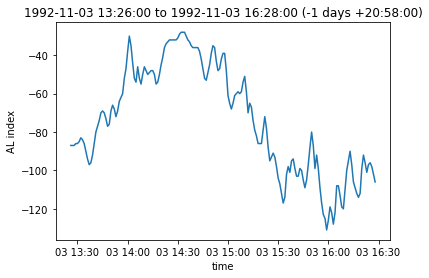 1992-11-03 13:26:00 to 1992-11-03 16:28:00 (-1 days +20:58:00)
−40
−60
−80
−100
−120
AL index
03 13:30 03 14:00 03 14:30 03 15:00 03 15:30 03 16:00 03 16:30
time